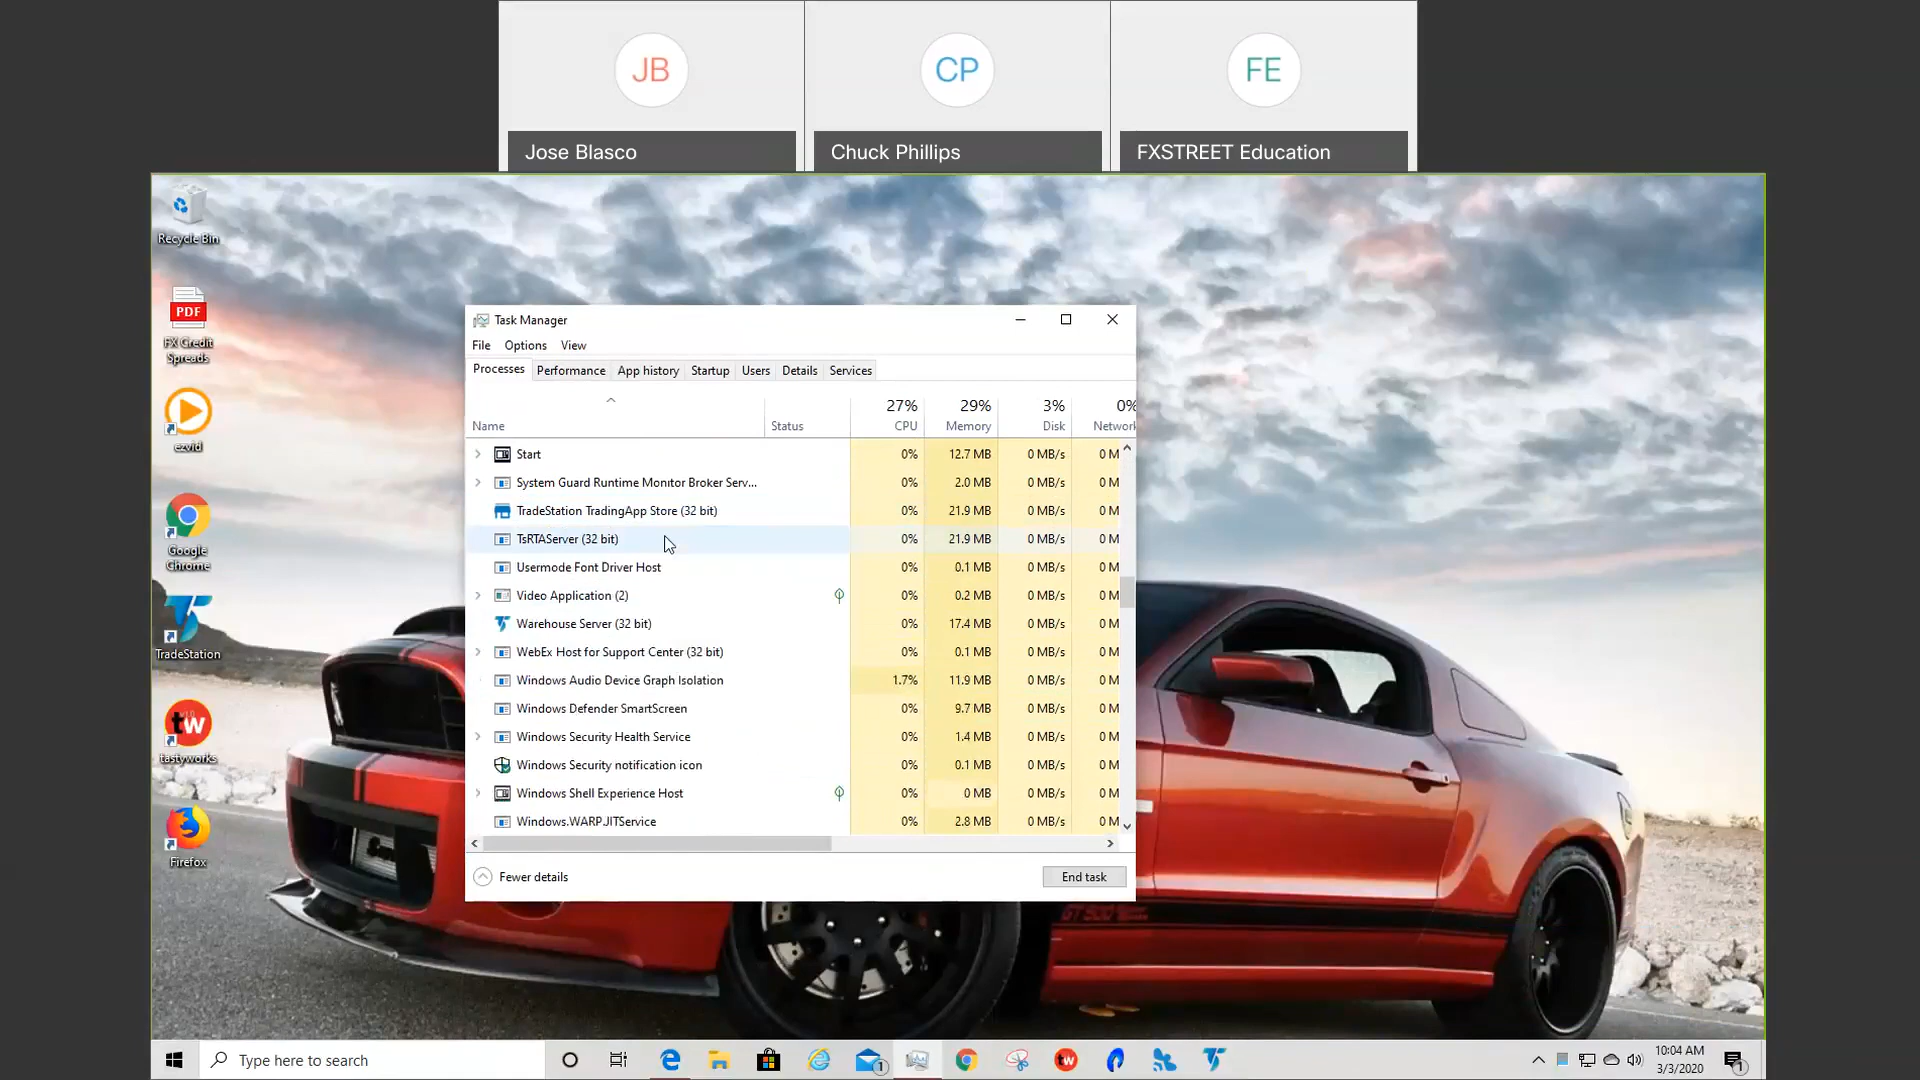 JB
CP
FE
Jose Blasco
Chuck Phillips
FXSTREET Education
Recycle Bin
PDF
FX Credit
Spreads
ezvid
Google
Chrome
TradeStation
tw
tastyworks
Firefox
Task Manager
File Options View
Processes Performance App history Startup Users Details Services
27% 29% 3% 0%
Name Status CPU Memory Disk Network
Start 0% 12.7 MB 0 MB/s 0 M
System Guard Runtime Monitor Broker Serv... 0% 2.0 MB 0 MB/s 0 M
TradeStation TradingApp Store (32 bit) 0% 21.9 MB 0 MB/s 0 M
TsRTAServer (32 bit) 0% 21.9 MB 0 MB/s 0 M
Usermode Font Driver Host 0% 0.1 MB 0 MB/s 0 M
Video Application (2) 0% 0.2 MB 0 MB/s 0 M
Warehouse Server (32 bit) 0% 17.4 MB 0 MB/s 0 M
WebEx Host for Support Center (32 bit) 0% 0.1 MB 0 MB/s 0 M
Windows Audio Device Graph Isolation 1.7% 11.9 MB 0 MB/s 0 M
Windows Defender SmartScreen 0% 9.7 MB 0 MB/s 0 M
Windows Security Health Service 0% 1.4 MB 0 MB/s 0 M
Windows Security notification icon 0% 0.1 MB 0 MB/s 0 M
Windows Shell Experience Host 0% 0 MB 0 MB/s 0 M
Windows.WARP.JITService 0% 2.8 MB 0 MB/s 0 M
Fewer details End task
GT 500
Type here to search
1
tw
10:04 AM
3/3/2020
1